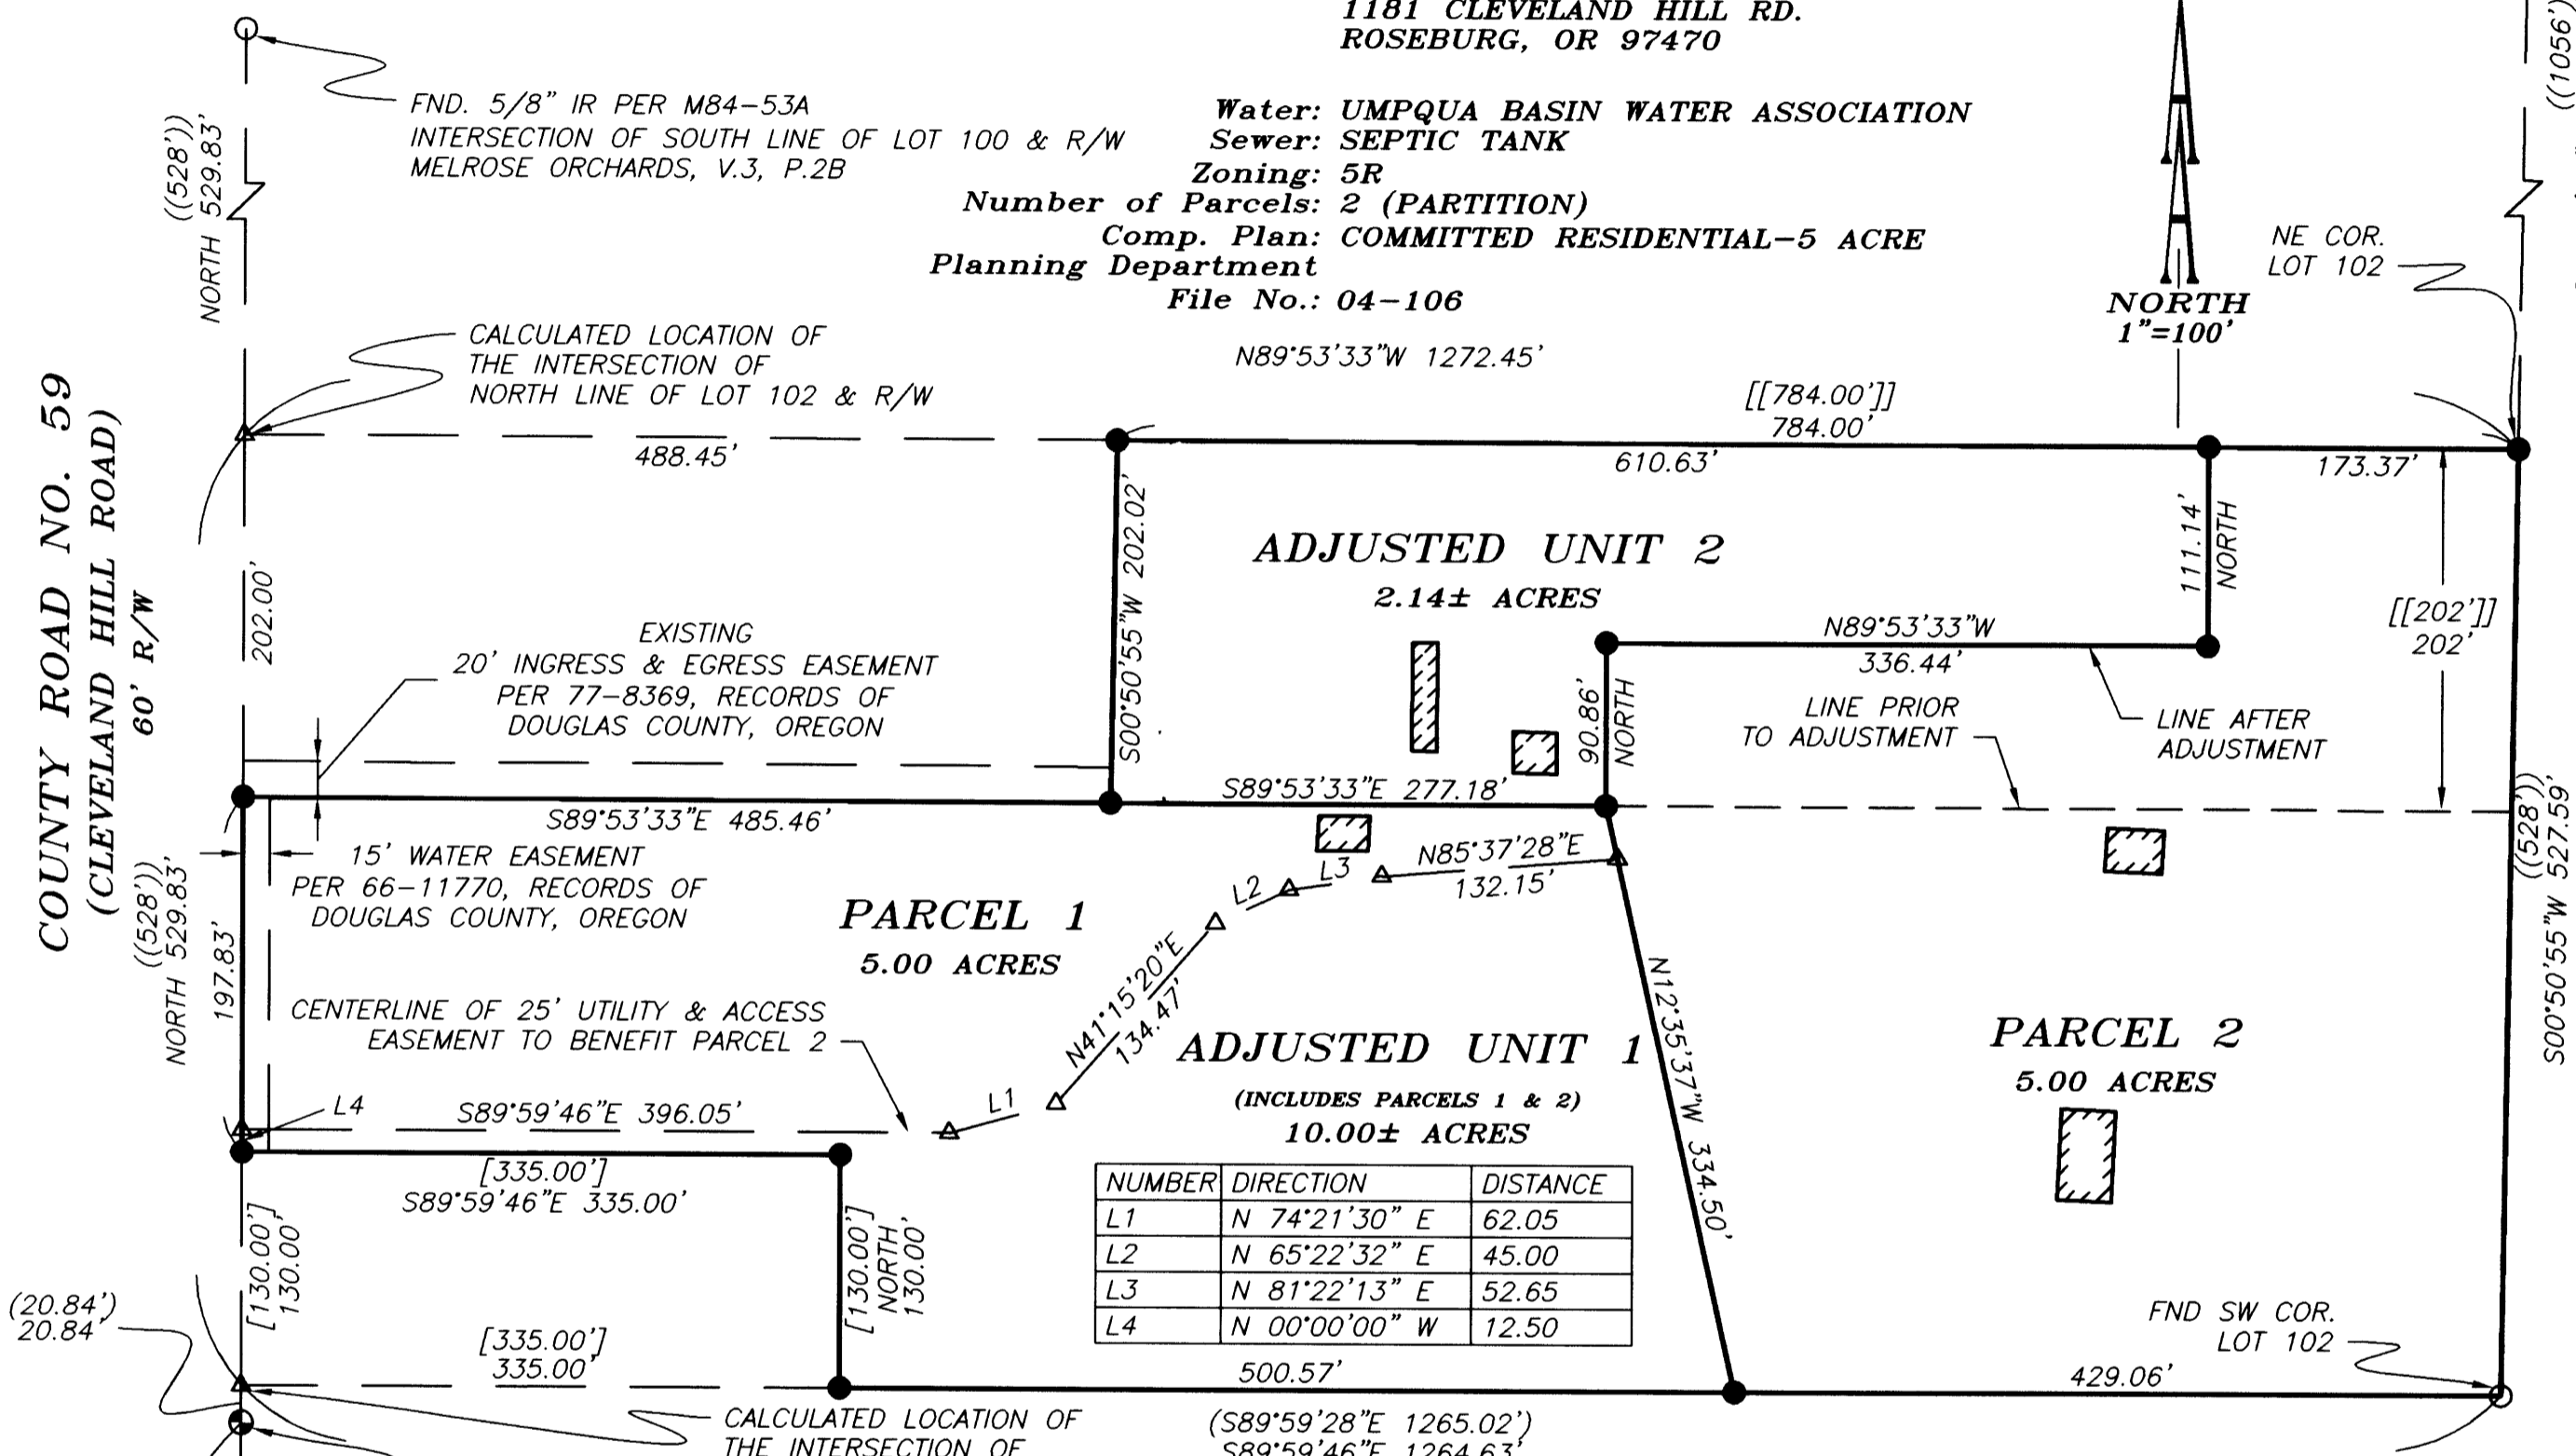 1181 CLEVELAND HILL RD.
ROSEBURG, OR 97470
Water: UMPQUA BASIN WATER ASSOCIATION
Sewer: SEPTIC TANK
Zoning: 5R
Number of Parcels: 2 (PARTITION)
Comp. Plan: COMMITTED RESIDENTIAL-5 ACRE
Planning Department
File No.: 04-106
FND. 5/8" IR PER M84-53A
INTERSECTION OF SOUTH LINE OF LOT 100 & R/W
MELROSE ORCHARDS, V.3, P.2B
((528'))
NORTH 529.83'
((1056'))
NE COR.
LOT 102
NORTH
1"=100'
CALCULATED LOCATION OF
THE INTERSECTION OF
NORTH LINE OF LOT 102 & R/W
N89°53'33"W 1272.45'
[[784.00']]
784.00'
488.45'
610.63'
173.37'
COUNTY ROAD NO. 59
(CLEVELAND HILL ROAD)
60' R/W
202.00'
S00°50'55"W 202.02'
ADJUSTED UNIT 2
2.14± ACRES
111.14'
NORTH
[[202']]
202'
EXISTING
20' INGRESS & EGRESS EASEMENT
PER 77-8369, RECORDS OF
DOUGLAS COUNTY, OREGON
N89°53'33"W
336.44'
90.86'
NORTH
LINE PRIOR
TO ADJUSTMENT
LINE AFTER
ADJUSTMENT
S89°53'33"E 485.46'
S89°53'33"E 277.18'
((528'))
S00°50'55"W 527.59'
15' WATER EASEMENT
PER 66-11770, RECORDS OF
DOUGLAS COUNTY, OREGON
((528'))
NORTH 529.83'
197.83'
PARCEL 1
5.00 ACRES
L2
L3
N85°37'28"E
132.15'
N41°15'20"E
134.47'
CENTERLINE OF 25' UTILITY & ACCESS
EASEMENT TO BENEFIT PARCEL 2
ADJUSTED UNIT 1
(INCLUDES PARCELS 1 & 2)
10.00± ACRES
N12°35'37"W 334.50'
PARCEL 2
5.00 ACRES
L4
S89°59'46"E 396.05'
L1
[335.00']
S89°59'46"E 335.00'
[130.00']
130.00'
[130.00']
NORTH
130.00'
NUMBER DIRECTION DISTANCE
L1 N 74°21'30" E 62.05
L2 N 65°22'32" E 45.00
L3 N 81°22'13" E 52.65
L4 N 00°00'00" W 12.50
(20.84')
20.84'
[335.00']
335.00'
500.57'
429.06'
FND SW COR.
LOT 102
CALCULATED LOCATION OF
THE INTERSECTION OF
(S89°59'28"E 1265.02')
S89°59'46"E 1264.63'